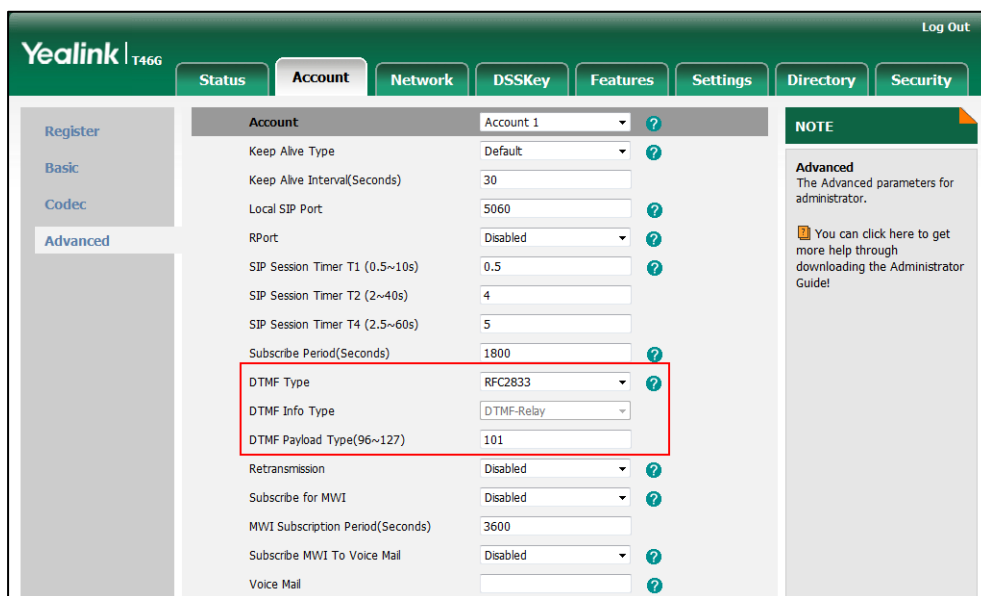 Log Out
Yealink | T46G
Status Account Network DSSKey Features Settings Directory Security
Register
Basic
Codec
Advanced
Account Account 1 ?
Keep Alive Type Default ?
Keep Alive Interval(Seconds) 30
Local SIP Port 5060 ?
RPort Disabled ?
SIP Session Timer T1 (0.5~10s) 0.5 ?
SIP Session Timer T2 (2~40s) 4
SIP Session Timer T4 (2.5~60s) 5
Subscribe Period(Seconds) 1800 ?
DTMF Type RFC2833 ?
DTMF Info Type DTMF-Relay
DTMF Payload Type(96~127) 101
Retransmission Disabled ?
Subscribe for MWI Disabled ?
MWI Subscription Period(Seconds) 3600
Subscribe MWI To Voice Mail Disabled ?
Voice Mail ?
NOTE
Advanced
The Advanced parameters for
administrator.
? You can click here to get
more help through
downloading the Administrator
Guide!